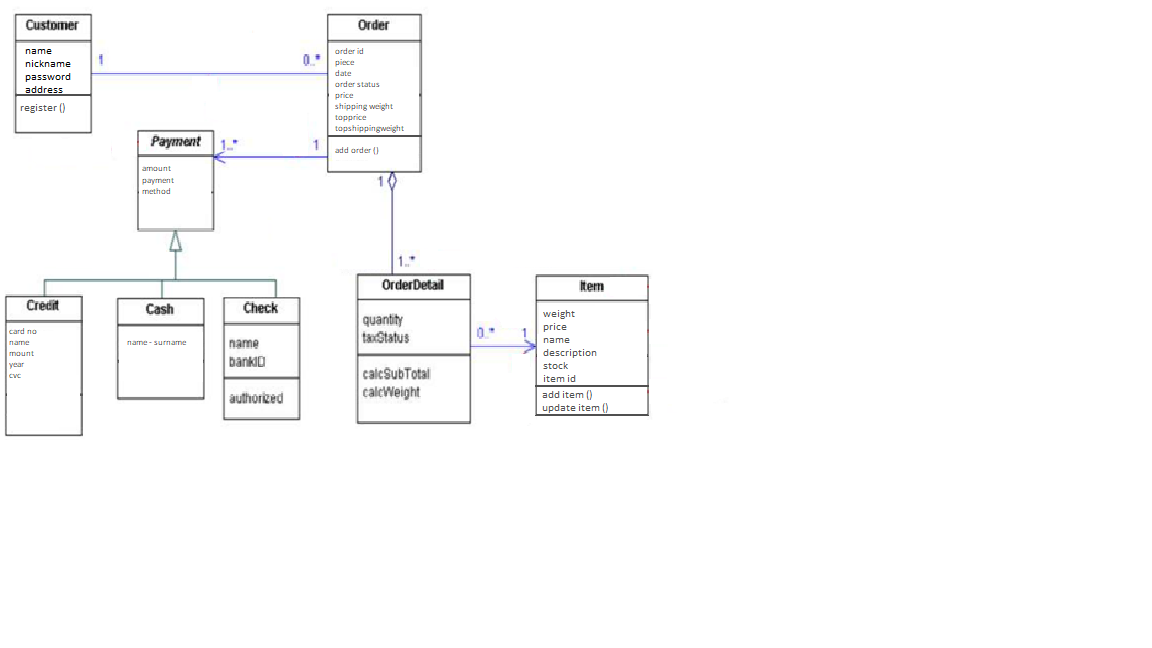 Customer
name
nickname
password
address
register ()
1
0..*
Order
order id
piece
date
order status
price
shipping weight
topprice
topshippingweight
add order ()
Payment
amount
payment
method
1..*
1
1
1..*
Credit
card no
name
mount
year
cvc
Cash
name - surname
Check
name
bankID
authorized
OrderDetail
quantity
taxStatus
calcSubTotal
calcWeight
0..*
1
Item
weight
price
name
description
stock
item id
add item ()
update item ()